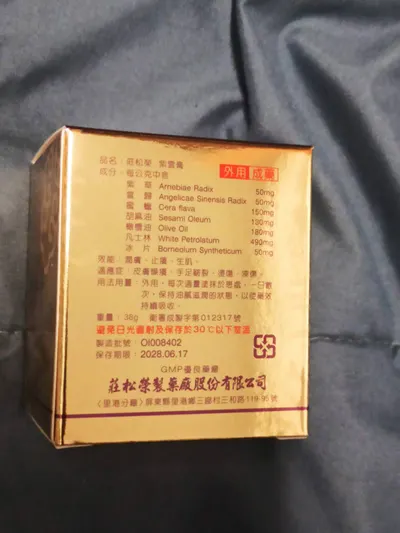 品名：莊松榮 紫雲膏
外用 成藥
成分：每公克中含
紫 草 Arnebiae Radix 50mg
當 歸 Angelicae Sinensis Radix 50mg
蜜 蠟 Cera flava 150mg
胡麻油 Sesami Oleum 130mg
橄欖油 Olive Oil 180mg
凡士林 White Petrolatum 490mg
冰 片 Borneolum Syntheticum 50mg
效能：潤膚、止痛、生肌。
適應症：皮膚燥癢、手足皸裂、燙傷、凍傷。
用法用量：外用，每次適量塗抹於患處，一日數
次，保持油膩滋潤的狀態，以使藥效
持續吸收。
重量：36g 衛署成製字第012317號
避免日光直射及保存於30℃以下常溫
製造批號：OI008402
保存期限：2028.06.17
GMP優良藥廠
莊松榮製藥廠股份有限公司
〈里港分廠〉屏東縣里港鄉三廍村三和路119-95號